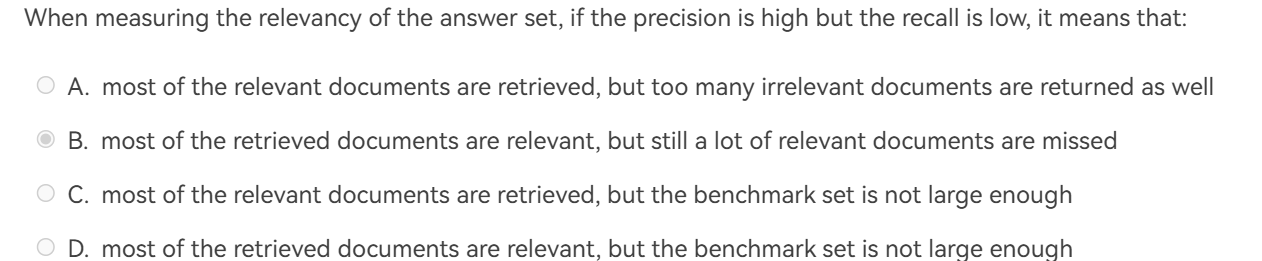 When measuring the relevancy of the answer set, if the precision is high but the recall is low, it means that:
A. most of the relevant documents are retrieved, but too many irrelevant documents are returned as well
B. most of the retrieved documents are relevant, but still a lot of relevant documents are missed
C. most of the relevant documents are retrieved, but the benchmark set is not large enough
D. most of the retrieved documents are relevant, but the benchmark set is not large enough